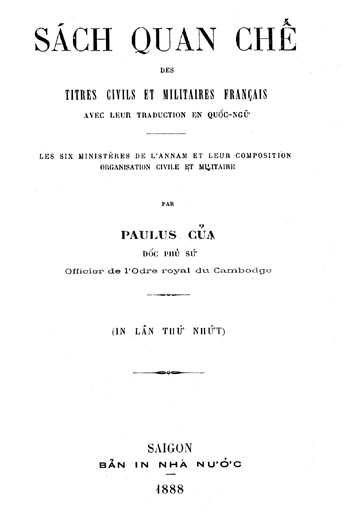 SÁCH QUAN CHẾ
DES
TITRES CIVILS ET MILITAIRES FRANÇAIS
AVEC LEUR TRADUCTION EN QUỐC-NGỮ
LES SIX MINISTÈRES DE L'ANNAM ET LEUR COMPOSITION
ORGANISATION CIVILE ET MILITAIRE
PAR
PAULUS CỦA
ĐỐC PHỦ SỨ
Officier de l'Odre royal du Cambodge
(IN LẦN THỨ NHỨT)
SAIGON
BẢN IN NHÀ NƯỚC
1888